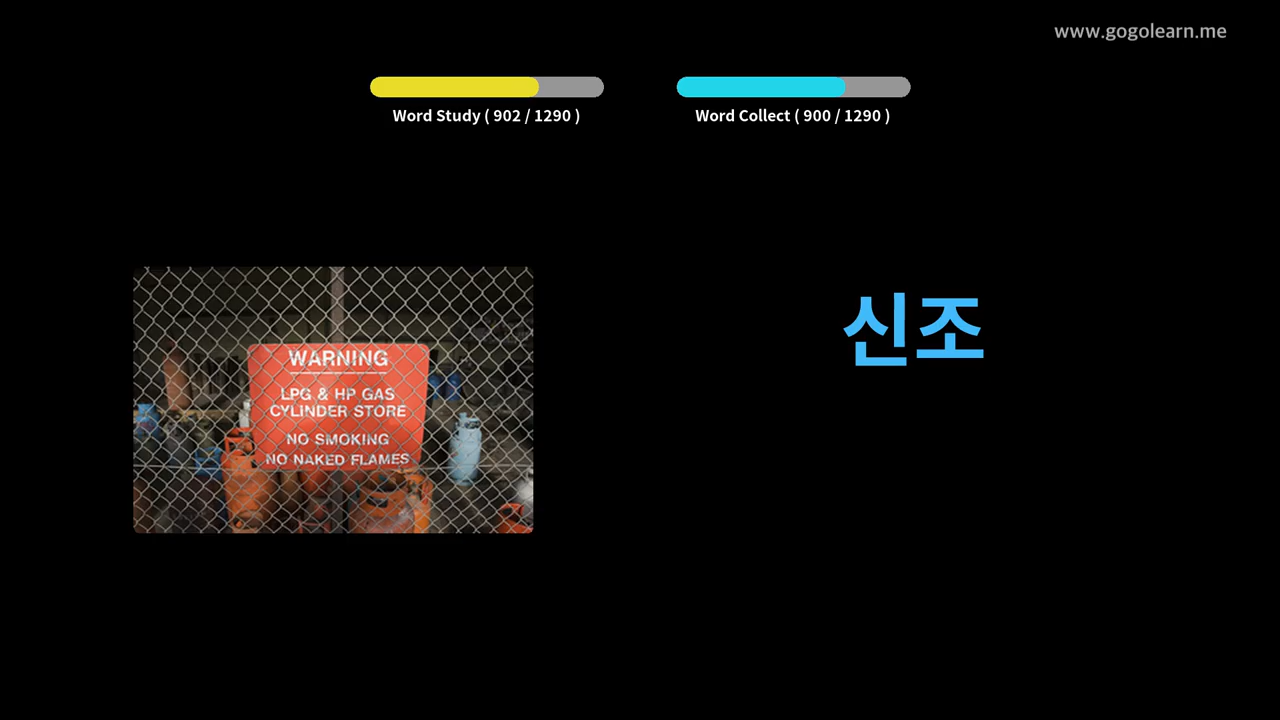 www.gogolearn.me
Word Study ( 902 / 1290 )
Word Collect ( 900 / 1290 )
WARNING
LPG & HP GAS
CYLINDER STORE
NO SMOKING
NO NAKED FLAMES
신조